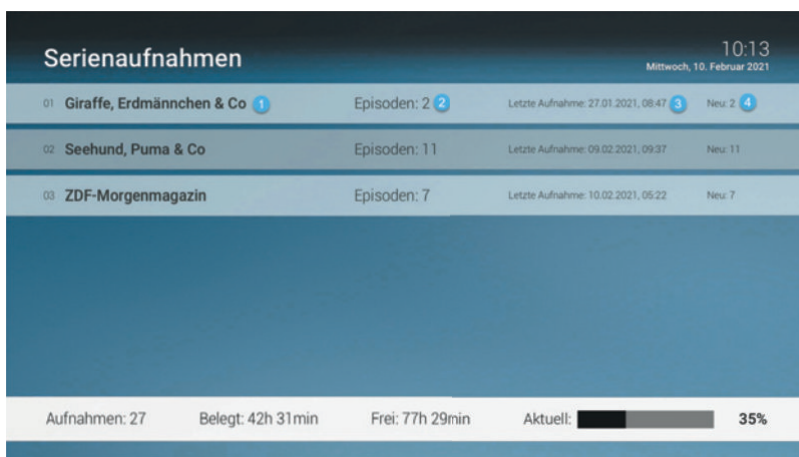 Serienaufnahmen
10:13
Mittwoch, 10. Februar 2021
01 Giraffe, Erdmännchen & Co 1 Episoden: 2 2 Letzte Aufnahme: 27.01.2021, 08:47 3 Neu: 2 4
02 Seehund, Puma & Co Episoden: 11 Letzte Aufnahme: 09.02.2021, 09:37 Neu: 11
03 ZDF-Morgenmagazin Episoden: 7 Letzte Aufnahme: 10.02.2021, 05:22 Neu: 7
Aufnahmen: 27 Belegt: 42h 31min Frei: 77h 29min Aktuell: 35%